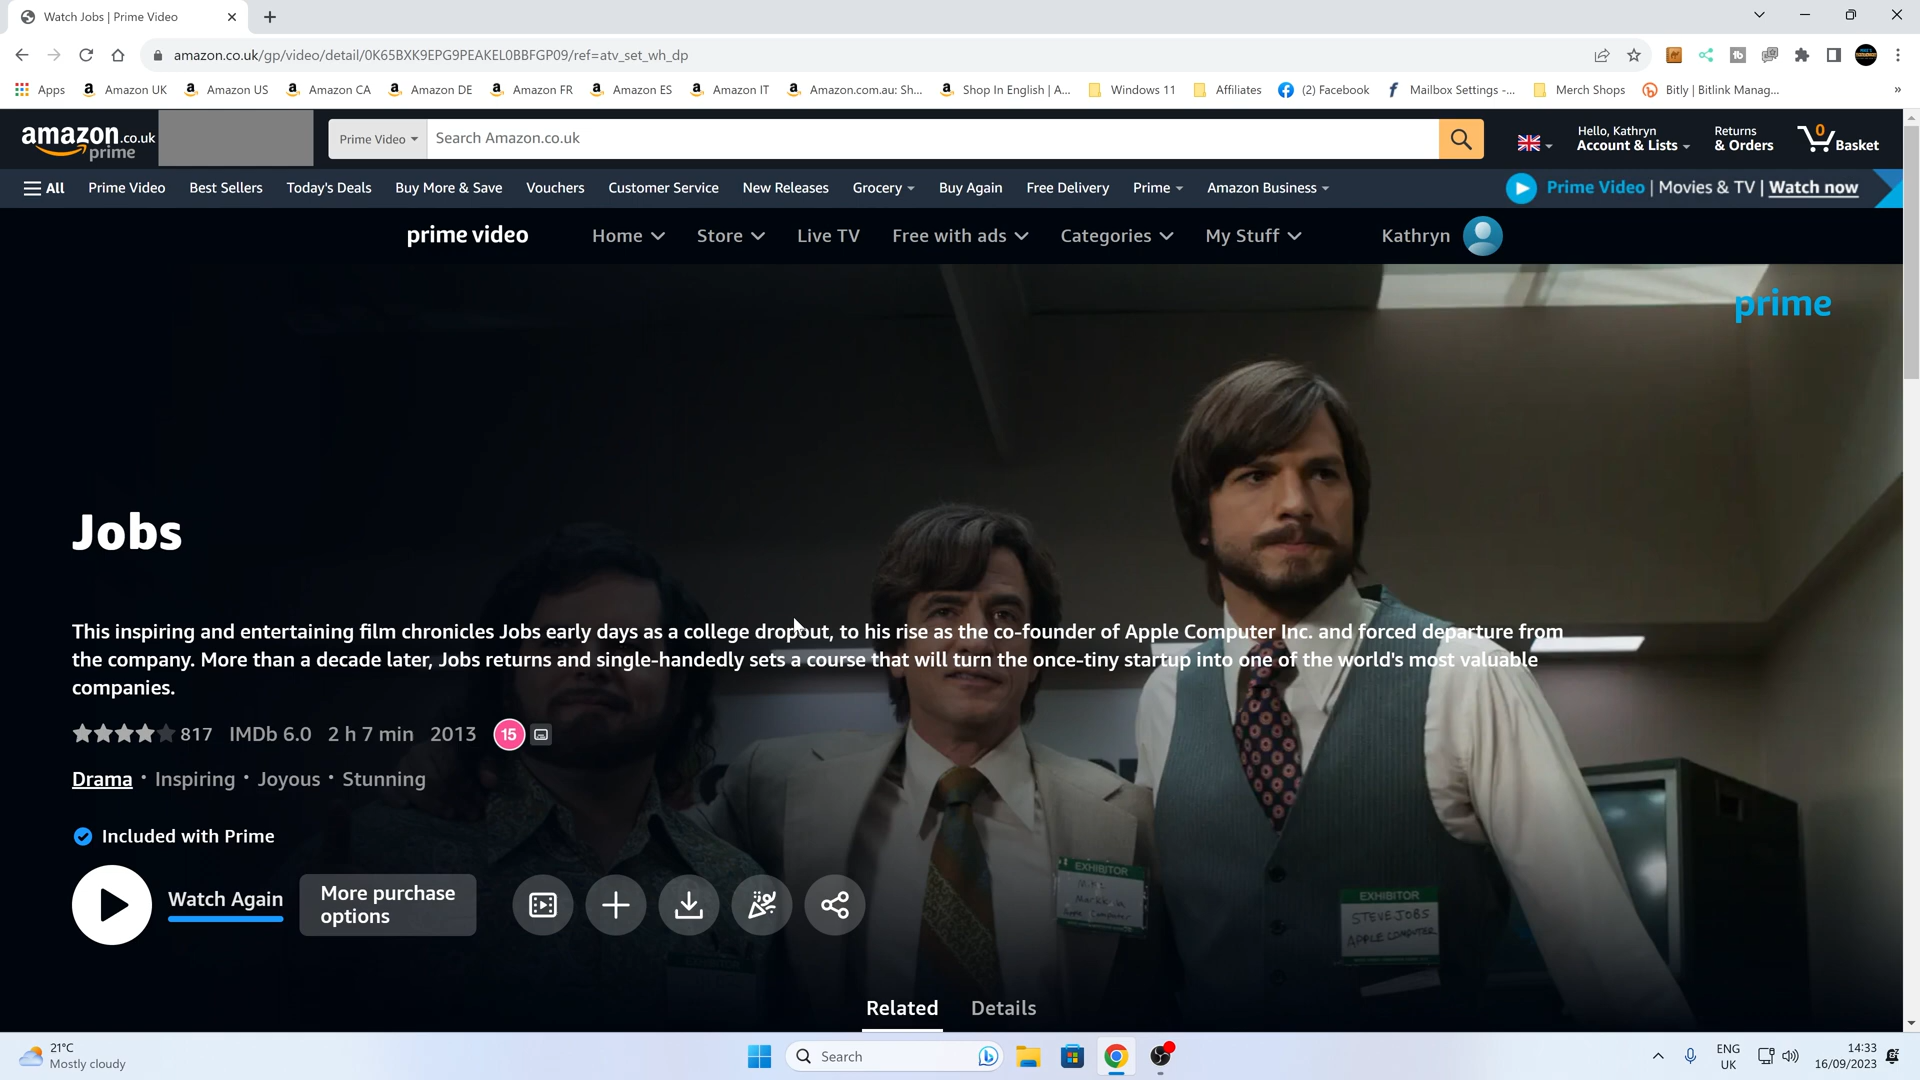 Watch Jobs | Prime Video
amazon.co.uk/gp/video/detail/0K65BXK9EPG9PEAKEL0BBFGP09/ref=atv_set_wh_dp
Apps Amazon UK Amazon US Amazon CA Amazon DE Amazon FR Amazon ES Amazon IT Amazon.com.au: Sh... Shop In English | A... Windows 11 Affiliates (2) Facebook Mailbox Settings -... Merch Shops Bitly | Bitlink Manag... »
amazon.co.uk
prime
Prime Video
Search Amazon.co.uk
Hello, Kathryn
Account & Lists
Returns
& Orders
0
Basket
All Prime Video Best Sellers Today's Deals Buy More & Save Vouchers Customer Service New Releases Grocery Buy Again Free Delivery Prime Amazon Business
Prime Video | Movies & TV | Watch now
prime video Home Store Live TV Free with ads Categories My Stuff Kathryn
prime
Jobs
This inspiring and entertaining film chronicles Jobs early days as a college dropout, to his rise as the co-founder of Apple Computer Inc. and forced departure from
the company. More than a decade later, Jobs returns and single-handedly sets a course that will turn the once-tiny startup into one of the world's most valuable
companies.
817 IMDb 6.0 2 h 7 min 2013 15
Drama · Inspiring · Joyous · Stunning
Included with Prime
Watch Again
More purchase
options
EXHIBITOR
Apple Computer
EXHIBITOR
STEVE JOBS
APPLE COMPUTER
Related Details
21°C
Mostly cloudy
Search
ENG
UK
14:33
16/09/2023